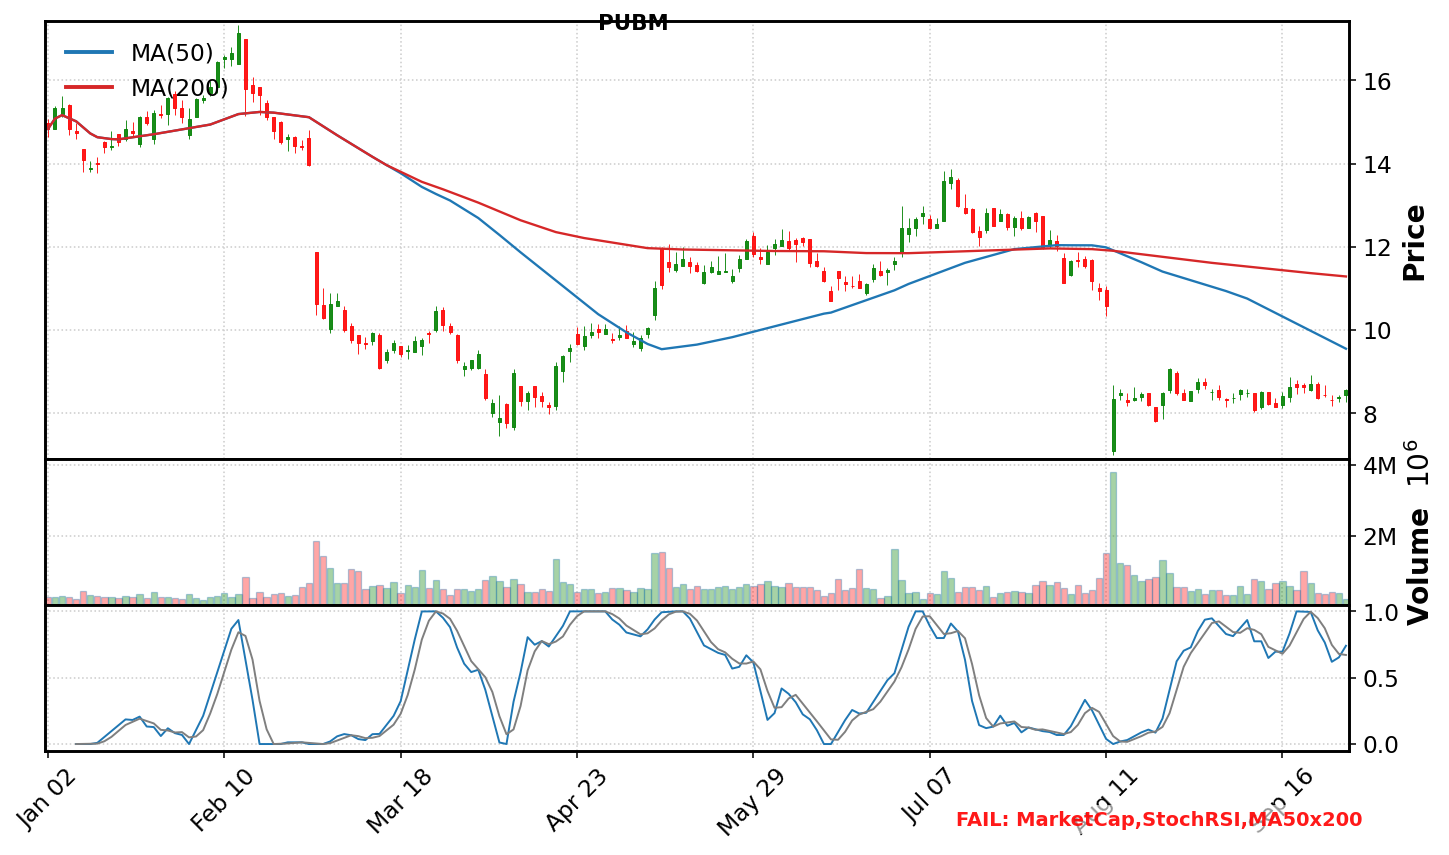 PUBM
MA(50)
MA(200)
16
14
12
10
8
Price
4M
2M
Volume 10^6
1.0
0.5
0.0
Jan 02
Feb 10
Mar 18
Apr 23
May 29
Jul 07
Aug 11
Sep 16
FAIL: MarketCap,StochRSI,MA50x200